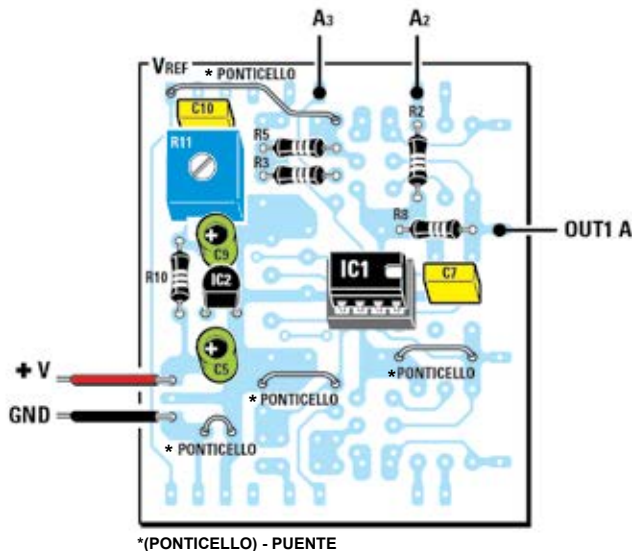 A3
A2
VREF
* PONTICELLO
C10
R2
R11
R5
R3
R8
OUT1 A
C9
IC1
C7
R10
IC2
+ V
C5
* PONTICELLO
* PONTICELLO
GND
* PONTICELLO
*(PONTICELLO) - PUENTE